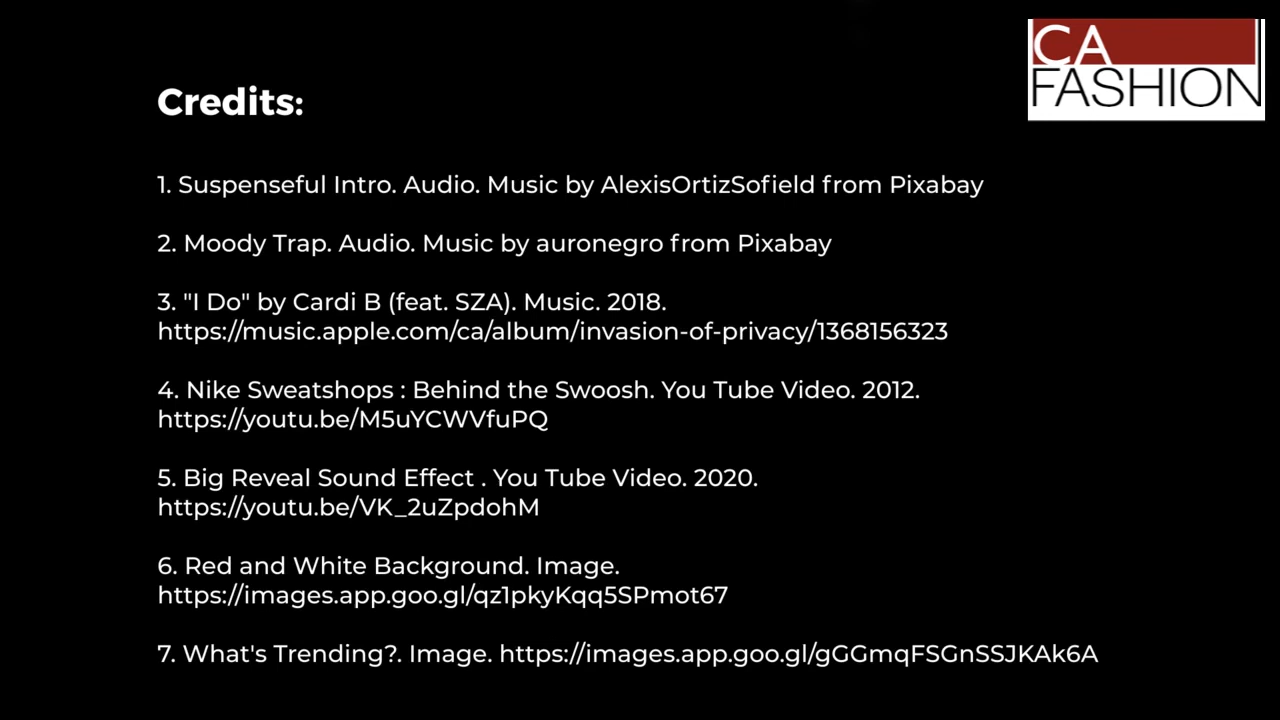 CA
FASHION
Credits:
1. Suspenseful Intro. Audio. Music by AlexisOrtizSofield from Pixabay
2. Moody Trap. Audio. Music by auronegro from Pixabay
3. "I Do" by Cardi B (feat. SZA). Music. 2018.
https://music.apple.com/ca/album/invasion-of-privacy/1368156323
4. Nike Sweatshops : Behind the Swoosh. You Tube Video. 2012.
https://youtu.be/M5uYCWVfuPQ
5. Big Reveal Sound Effect . You Tube Video. 2020.
https://youtu.be/VK_2uZpdohM
6. Red and White Background. Image.
https://images.app.goo.gl/qz1pkyKqq5SPmot67
7. What's Trending?. Image. https://images.app.goo.gl/gGGmqFSGnSSJKAk6A